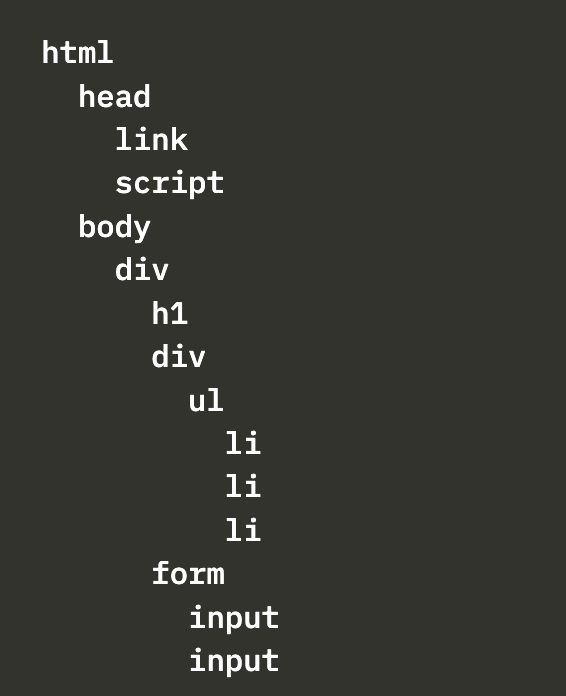 html
  head
    link
    script
  body
    div
      h1
      div
        ul
          li
          li
          li
      form
        input
        input